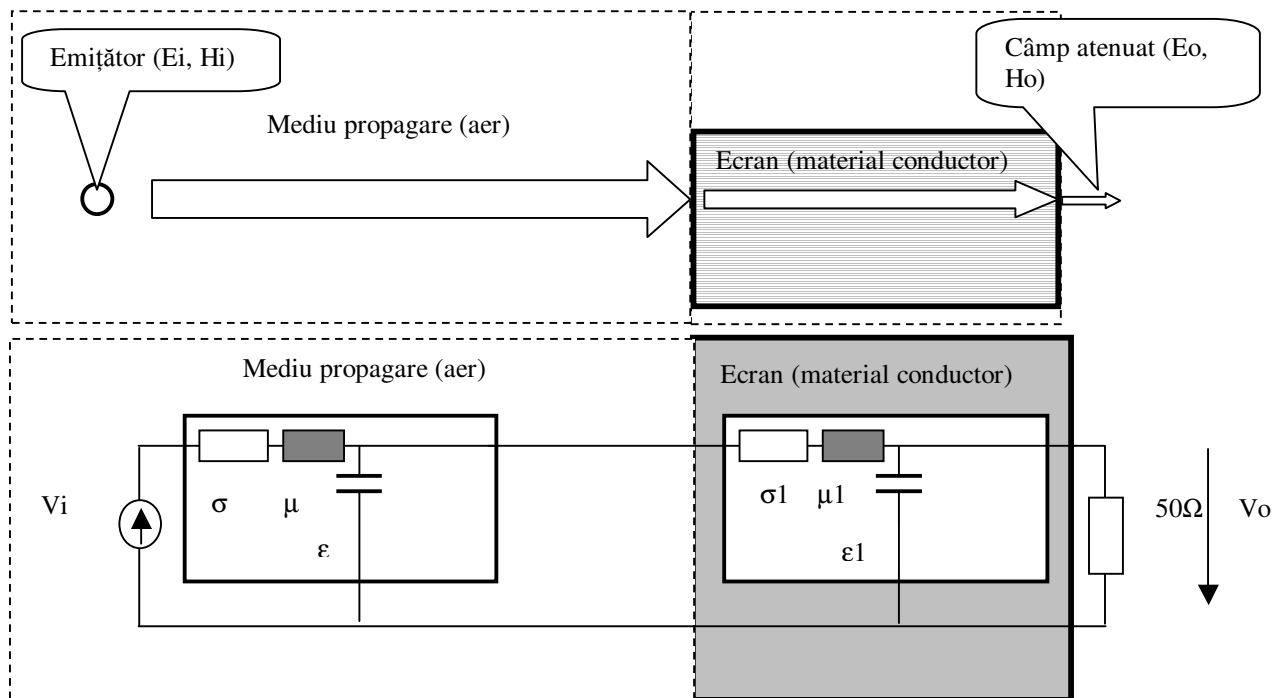 Emițător (Ei, Hi)
Câmp atenuat (Eo,
Ho)
Mediu propagare (aer)
Ecran (material conductor)
Mediu propagare (aer)
Ecran (material conductor)
Vi
σ μ
ε
σ1 μ1
ε1
50Ω
Vo